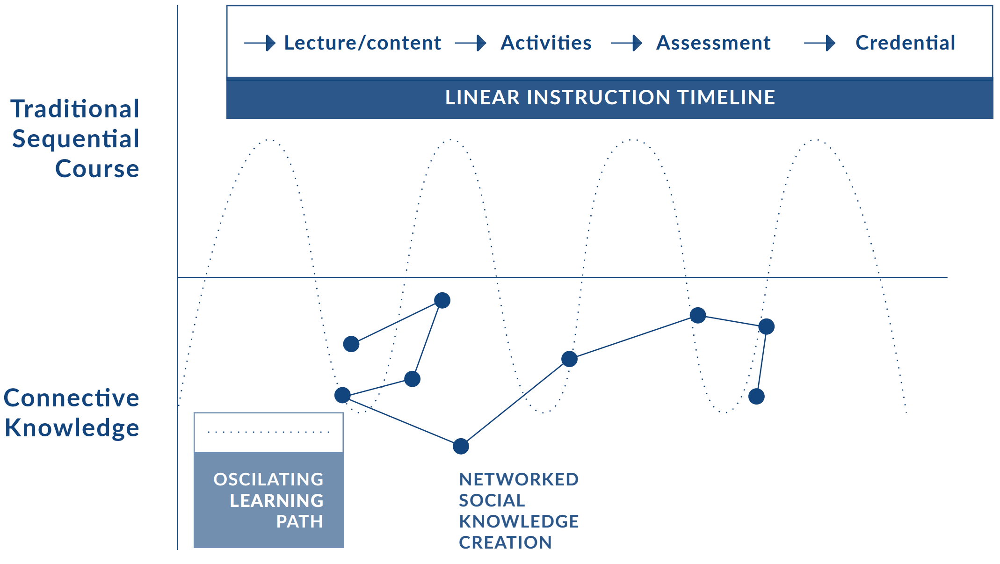 Lecture/content Activities Assessment Credential
LINEAR INSTRUCTION TIMELINE
Traditional
Sequential
Course
Connective
Knowledge
OSCILATING
LEARNING
PATH
NETWORKED
SOCIAL
KNOWLEDGE
CREATION